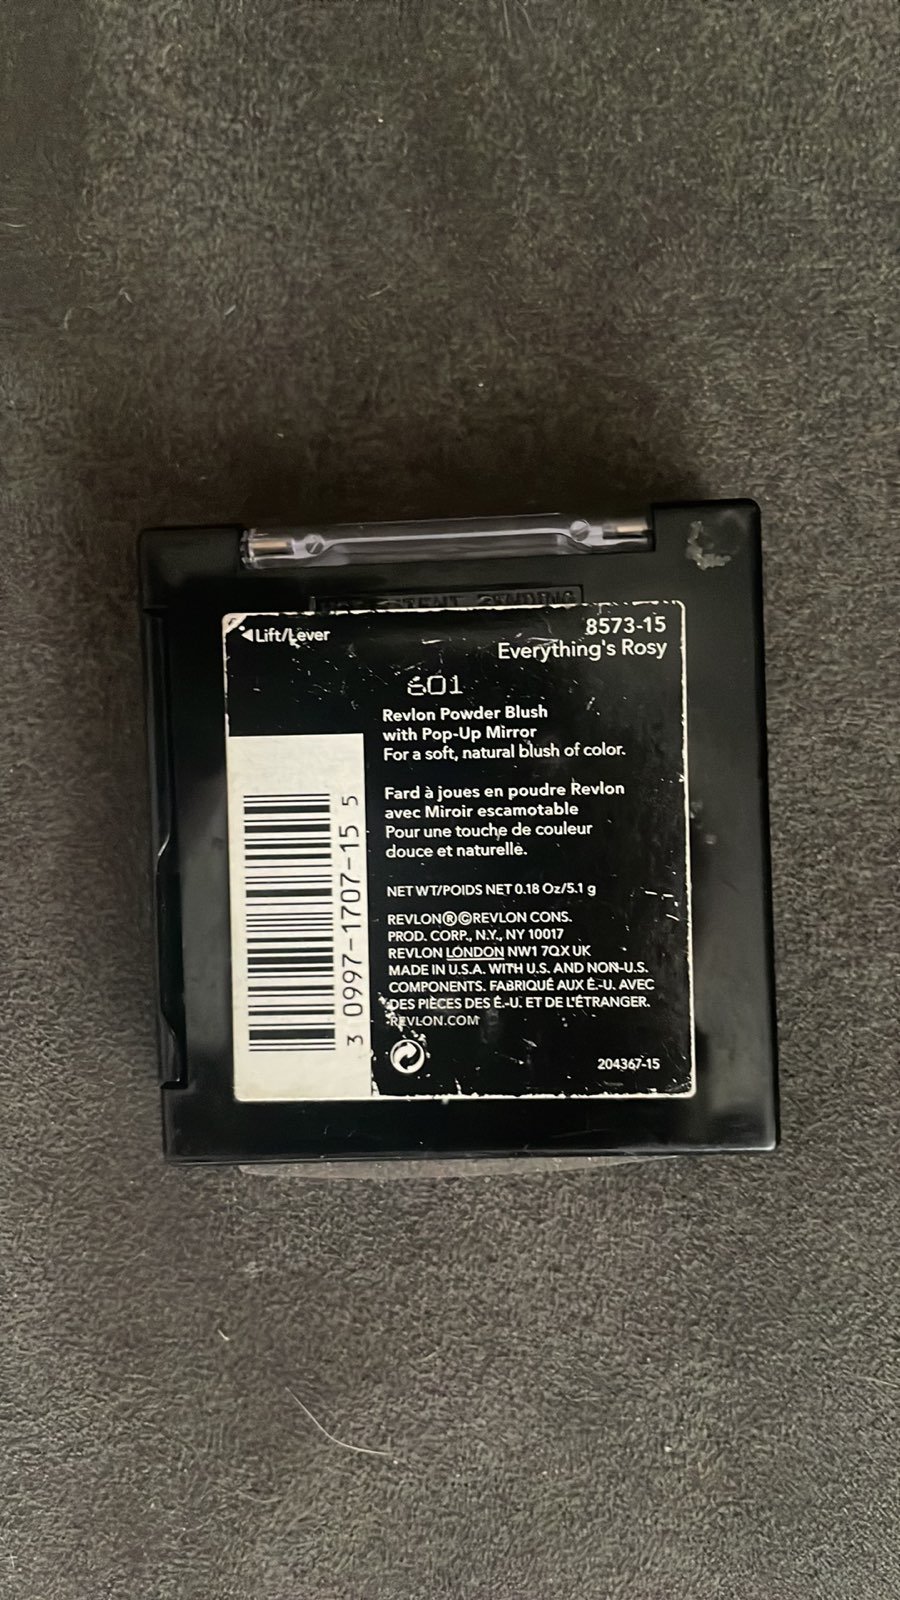 ◄Lift/Lever
8573-15
Everything's Rosy
601
Revlon Powder Blush
with Pop-Up Mirror
For a soft, natural blush of color.
Fard à joues en poudre Revlon
avec Miroir escamotable
Pour une touche de couleur
douce et naturelle.
NET WT/POIDS NET 0.18 Oz/5.1 g
REVLON®©REVLON CONS.
PROD. CORP., N.Y., NY 10017
REVLON LONDON NW1 7QX UK
MADE IN U.S.A. WITH U.S. AND NON-U.S.
COMPONENTS. FABRIQUÉ AUX É.-U. AVEC
DES PIÈCES DES É.-U. ET DE L'ÉTRANGER.
REVLON.COM
204367-15
3 0997-1707-15 5